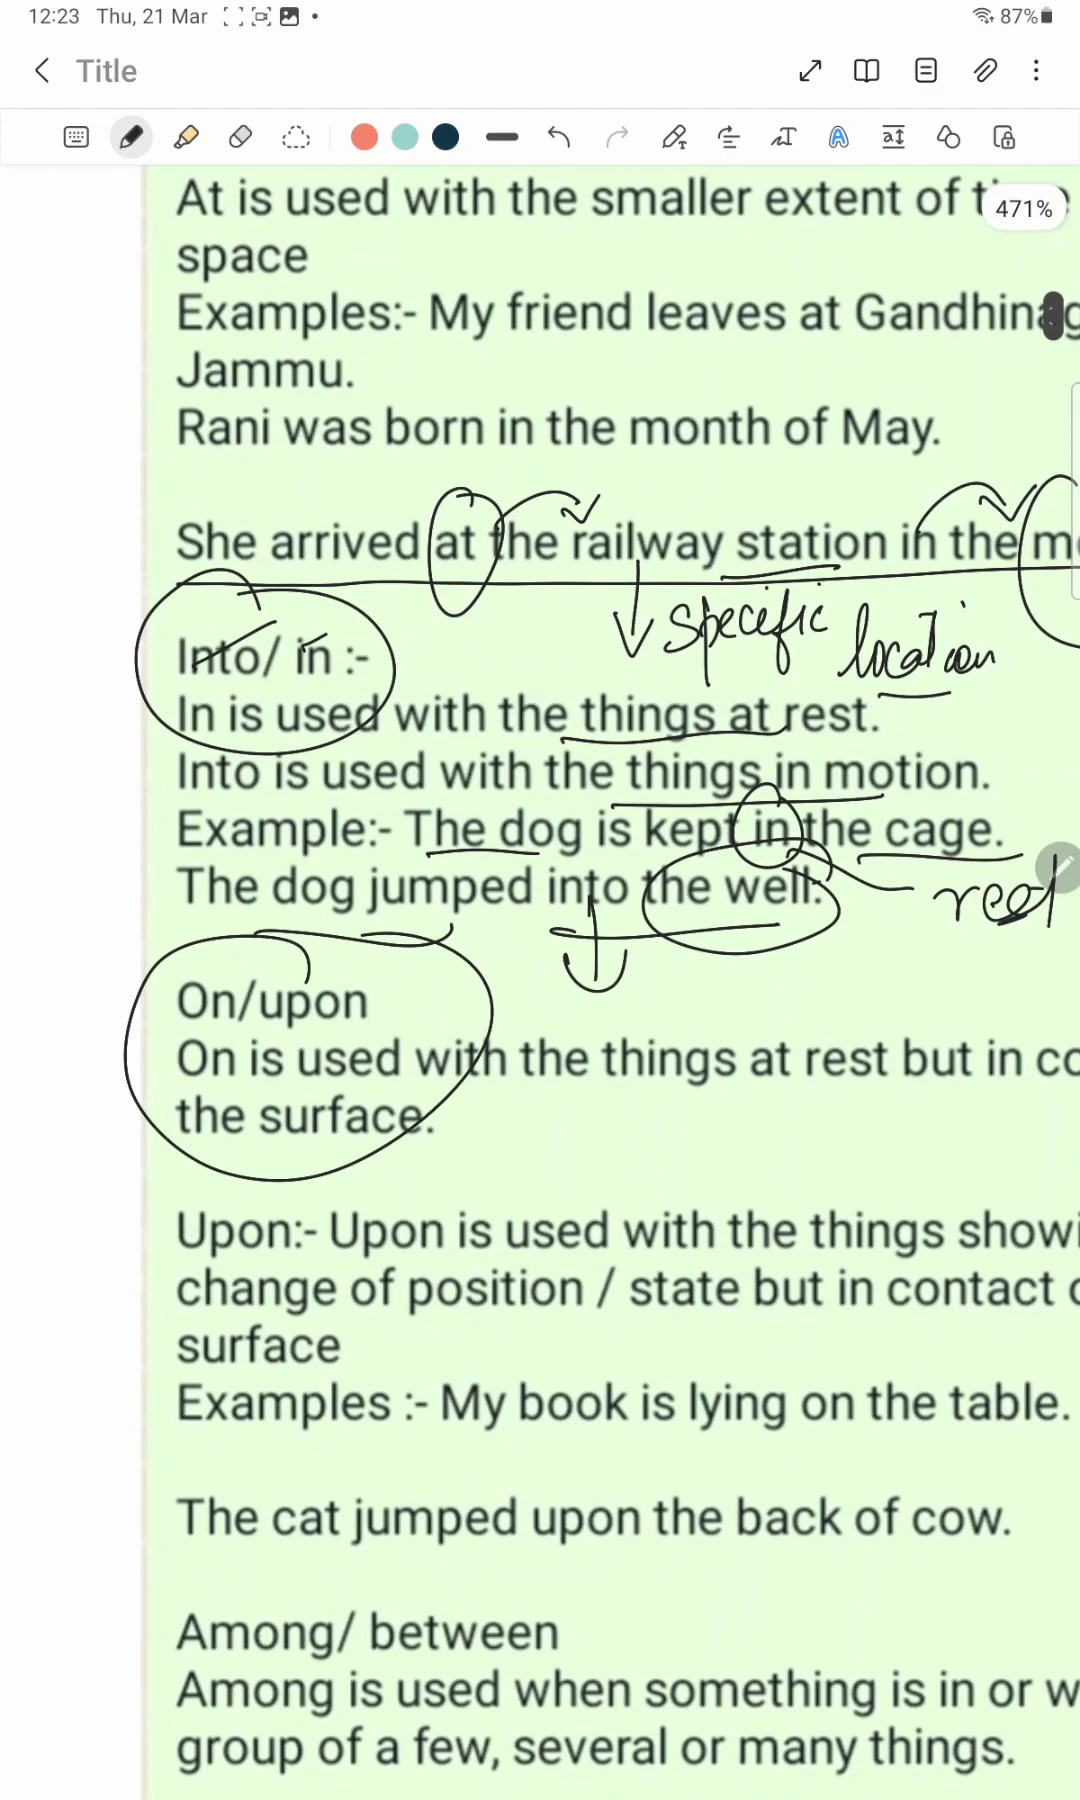 12:23 Thu, 21 Mar 87%
Title
At is used with the smaller extent of
471%
space
Examples:- My friend leaves at
Jammu.
Rani was born in the month of May.
She arrived at the railway station in the
specific location
Into/ in :-
In is used with the things at rest.
Into is used with the things in motion.
Example:- The dog is kept in the cage.
The dog jumped into the well.
On/upon
On is used with the things at rest but in
the surface.
Upon:- Upon is used with the things
change of position / state but in contact
surface
Examples :- My book is lying on the table.
The cat jumped upon the back of cow.
Among/ between
Among is used when something is in or
group of a few, several or many things.